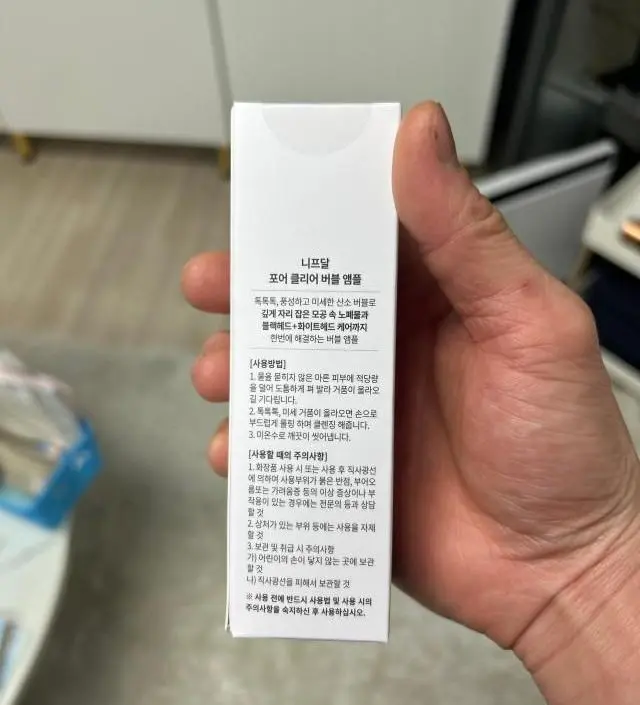 니프달
포어 클리어 버블 앰플
톡톡톡, 풍성하고 미세한 산소 버블로
깊게 자리 잡은 모공 속 노폐물과
블랙헤드+화이트헤드 케어까지
한번에 해결하는 버블 앰플
[사용방법]
1. 물을 묻히지 않은 마른 피부에 적당량
을 덜어 도톰하게 펴 발라 거품이 올라오
길 기다립니다.
2. 톡톡톡, 미세 거품이 올라오면 손으로
부드럽게 롤링 하며 클렌징 해줍니다.
3. 미온수로 깨끗이 씻어냅니다.
[사용할 때의 주의사항]
1. 화장품 사용 시 또는 사용 후 직사광선
에 의하여 사용부위가 붉은 반점, 부어오
름또는 가려움증 등의 이상 증상이나 부
작용이 있는 경우에는 전문의 등과 상담
할 것
2. 상처가 있는 부위 등에는 사용을 자제
할 것
3. 보관 및 취급 시 주의사항
가) 어린이의 손이 닿지 않는 곳에 보관
할 것
나) 직사광선을 피해서 보관할 것
※ 사용 전에 반드시 사용법 및 사용 시의
주의사항을 숙지하신 후 사용하십시오.